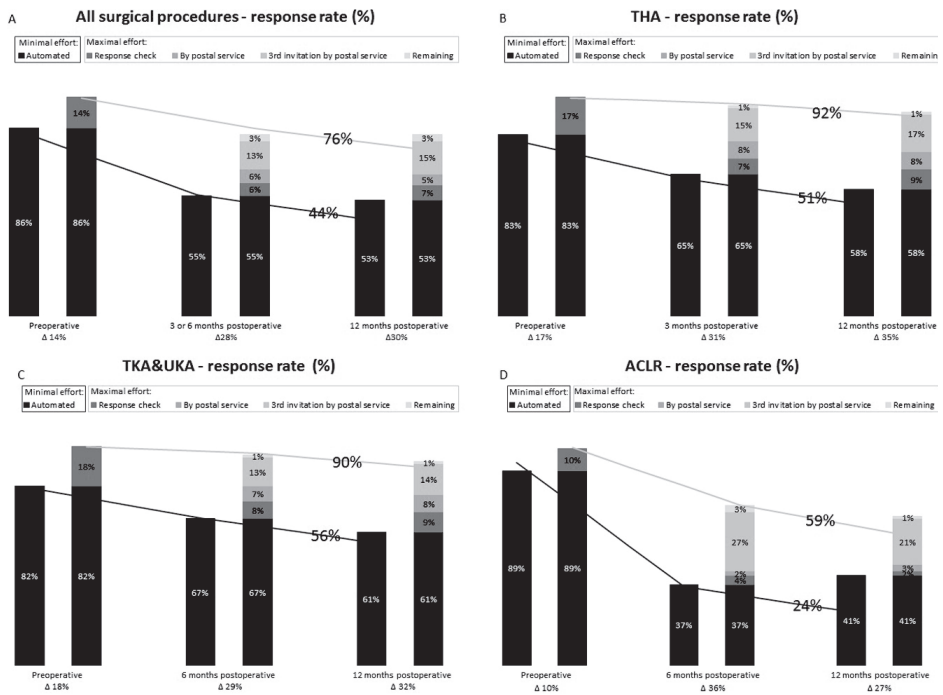 A
All surgical procedures - response rate (%)
Minimal effort:
Maximal effort:
Automated
Response check
By postal service
3rd invitation by postal service
Remaining
14%
3%
76%
3%
13%
15%
6%
5%
6%
7%
44%
86%
86%
55%
55%
53%
53%
Preoperative
3 or 6 months postoperative
12 months postoperative
Δ 14%
Δ28%
Δ30%
B
THA - response rate (%)
Minimal effort:
Maximal effort:
Automated
Response check
By postal service
3rd invitation by postal service
17%
1%
92%
1%
15%
17%
8%
8%
7%
9%
51%
83%
83%
65%
65%
58%
58%
Preoperative
3 months postoperative
12 months postoperative
Δ 17%
Δ 31%
Δ 35%
C
TKA&UKA - response rate (%)
Minimal effort:
Maximal effort:
Automated
Response check
By postal service
3rd invitation by postal service
Remaining
18%
1%
90%
1%
13%
14%
7%
8%
8%
9%
56%
82%
82%
67%
67%
61%
61%
Preoperative
6 months postoperative
12 months postoperative
Δ 18%
Δ 29%
Δ 32%
D
ACLR - response rate (%)
Minimal effort:
Maximal effort:
Automated
Response check
By postal service
3rd invitation by postal service
Remaining
10%
3%
59%
1%
27%
21%
2%
3%
4%
24%
89%
89%
37%
37%
41%
41%
Preoperative
6 months postoperative
12 months postoperative
Δ 10%
Δ 36%
Δ 27%